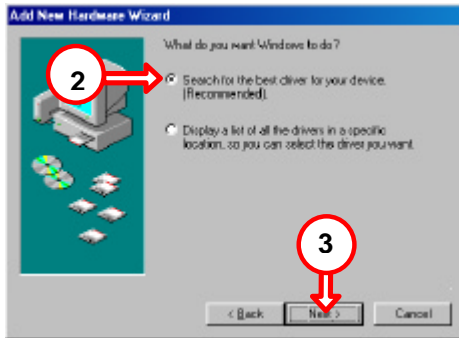 Add New Hardware Wizard
What do you want Windows to do?
2
Search for the best driver for your device.
(Recommended).
Display a list of all the drivers in a specific
location, so you can select the driver you want.
3
< Back
Next >
Cancel